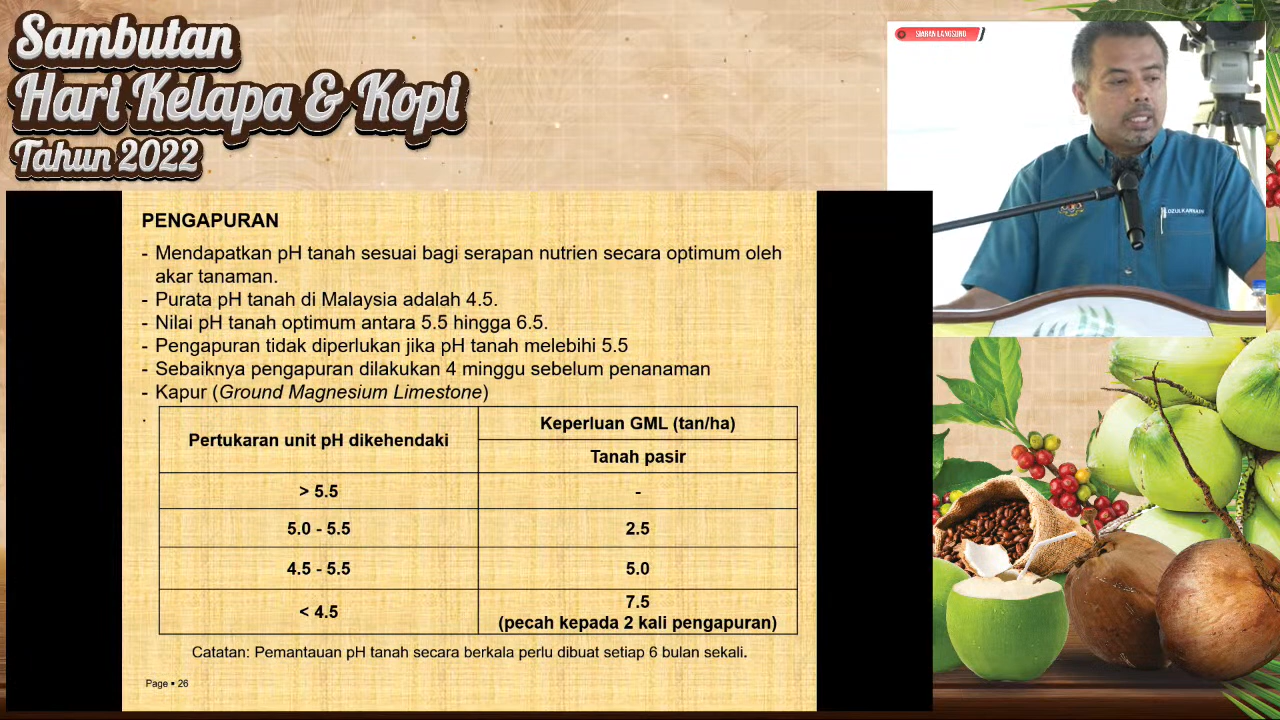 Sambutan
Hari Kelapa & Kopi
Tahun 2022
SIARAN LANGSUNG
DZULKARNAIN
PENGAPURAN
- Mendapatkan pH tanah sesuai bagi serapan nutrien secara optimum oleh
akar tanaman.
- Purata pH tanah di Malaysia adalah 4.5.
- Nilai pH tanah optimum antara 5.5 hingga 6.5.
- Pengapuran tidak diperlukan jika pH tanah melebihi 5.5
- Sebaiknya pengapuran dilakukan 4 minggu sebelum penanaman
- Kapur (Ground Magnesium Limestone)
Pertukaran unit pH dikehendaki
Keperluan GML (tan/ha)
Tanah pasir
> 5.5
-
5.0 - 5.5
2.5
4.5 - 5.5
5.0
< 4.5
7.5
(pecah kepada 2 kali pengapuran)
Catatan: Pemantauan pH tanah secara berkala perlu dibuat setiap 6 bulan sekali.
Page ▪ 26